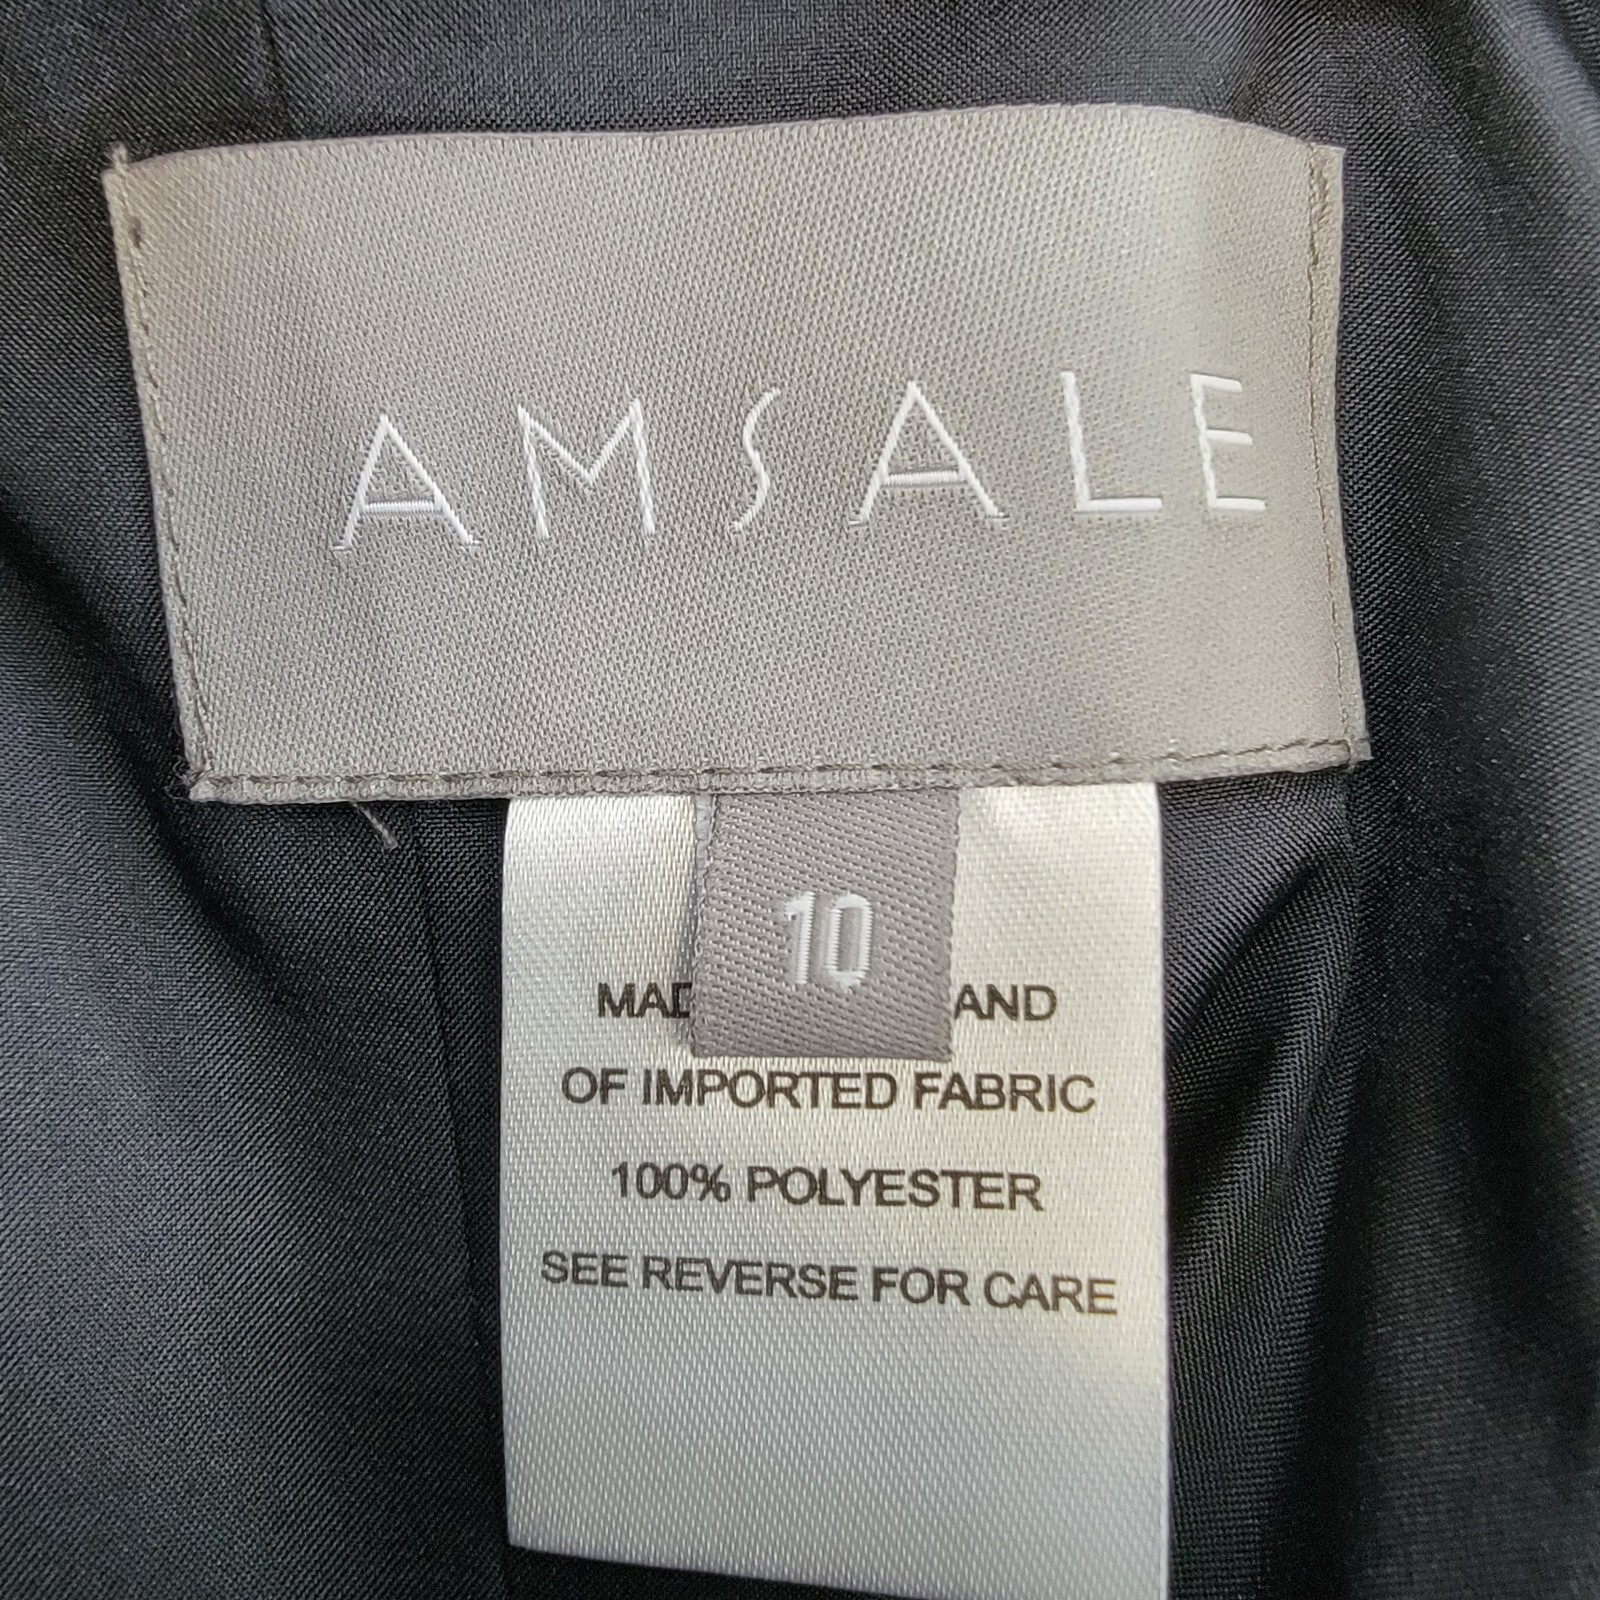 AMSALE
10
AND
OF IMPORTED FABRIC
100% POLYESTER
SEE REVERSE FOR CARE